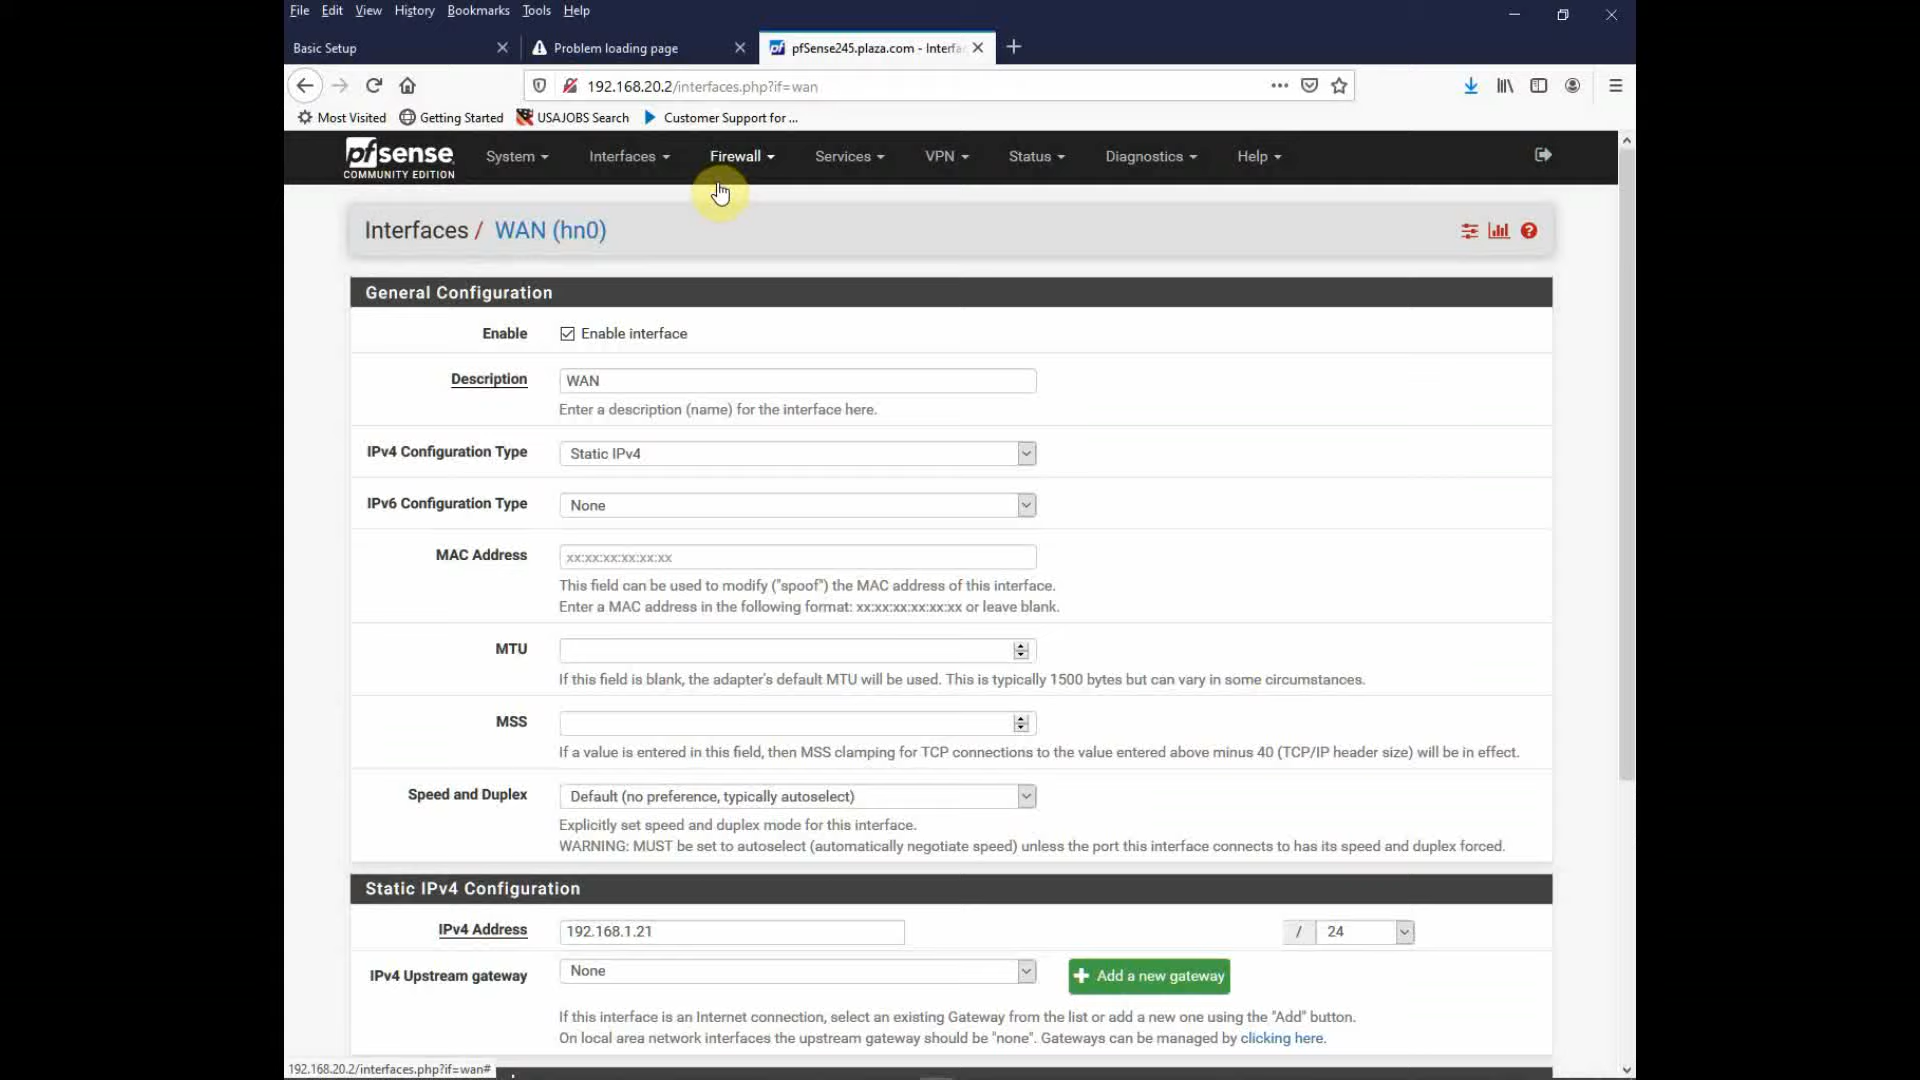 File Edit View History Bookmarks Tools Help
Basic Setup
Problem loading page
pfSense245.plaza.com - Interfa
192.168.20.2/interfaces.php?if=wan
Most Visited Getting Started USAJOBS Search Customer Support for ...
pfsense
COMMUNITY EDITION
System Interfaces Firewall Services VPN Status Diagnostics Help
Interfaces / WAN (hn0)
General Configuration
Enable Enable interface
Description WAN
Enter a description (name) for the interface here.
IPv4 Configuration Type Static IPv4
IPv6 Configuration Type None
MAC Address xx:xx:xx:xx:xx:xx
This field can be used to modify ("spoof") the MAC address of this interface.
Enter a MAC address in the following format: xx:xx:xx:xx:xx:xx or leave blank.
MTU
If this field is blank, the adapter's default MTU will be used. This is typically 1500 bytes but can vary in some circumstances.
MSS
If a value is entered in this field, then MSS clamping for TCP connections to the value entered above minus 40 (TCP/IP header size) will be in effect.
Speed and Duplex Default (no preference, typically autoselect)
Explicitly set speed and duplex mode for this interface.
WARNING: MUST be set to autoselect (automatically negotiate speed) unless the port this interface connects to has its speed and duplex forced.
Static IPv4 Configuration
IPv4 Address 192.168.1.21 / 24
IPv4 Upstream gateway None Add a new gateway
If this interface is an Internet connection, select an existing Gateway from the list or add a new one using the "Add" button.
On local area network interfaces the upstream gateway should be "none". Gateways can be managed by clicking here.
192.168.20.2/interfaces.php?if=wan#